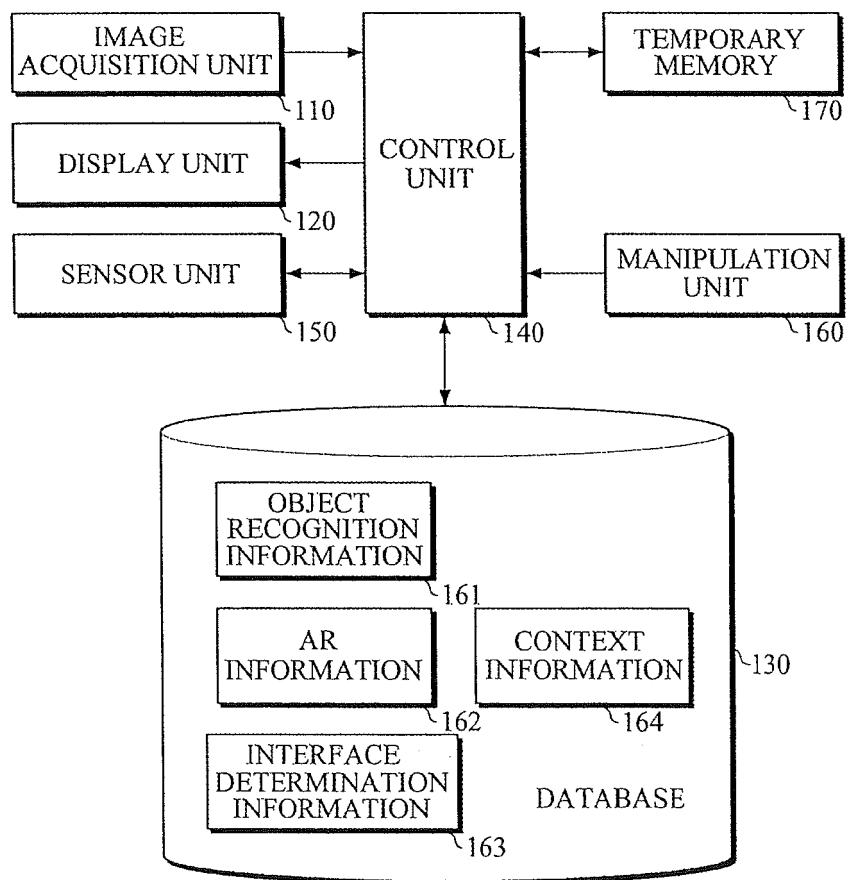 IMAGE
ACQUISITION UNIT
110
DISPLAY UNIT
120
SENSOR UNIT
150
CONTROL
UNIT
140
TEMPORARY
MEMORY
170
MANIPULATION
UNIT
160
OBJECT
RECOGNITION
INFORMATION
161
AR
INFORMATION
162
CONTEXT
INFORMATION
164
130
INTERFACE
DETERMINATION
INFORMATION
163
DATABASE